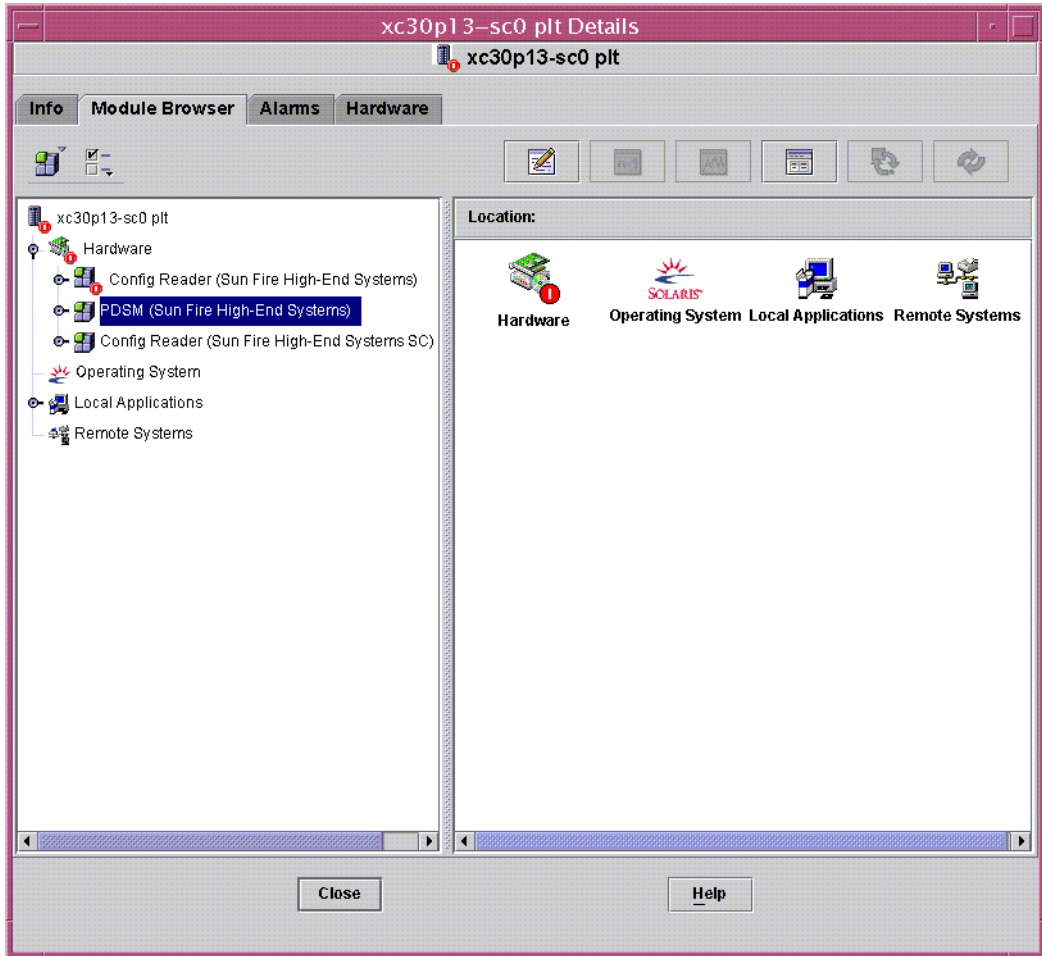 xc30p13–sc0 plt Details
xc30p13-sc0 plt
Info Module Browser Alarms Hardware
xc30p13-sc0 plt
Hardware
Config Reader (Sun Fire High-End Systems)
PDSM (Sun Fire High-End Systems)
Config Reader (Sun Fire High-End Systems SC)
Operating System
Local Applications
Remote Systems
Location:
SOLARIS
Hardware Operating System Local Applications Remote Systems
Close Help